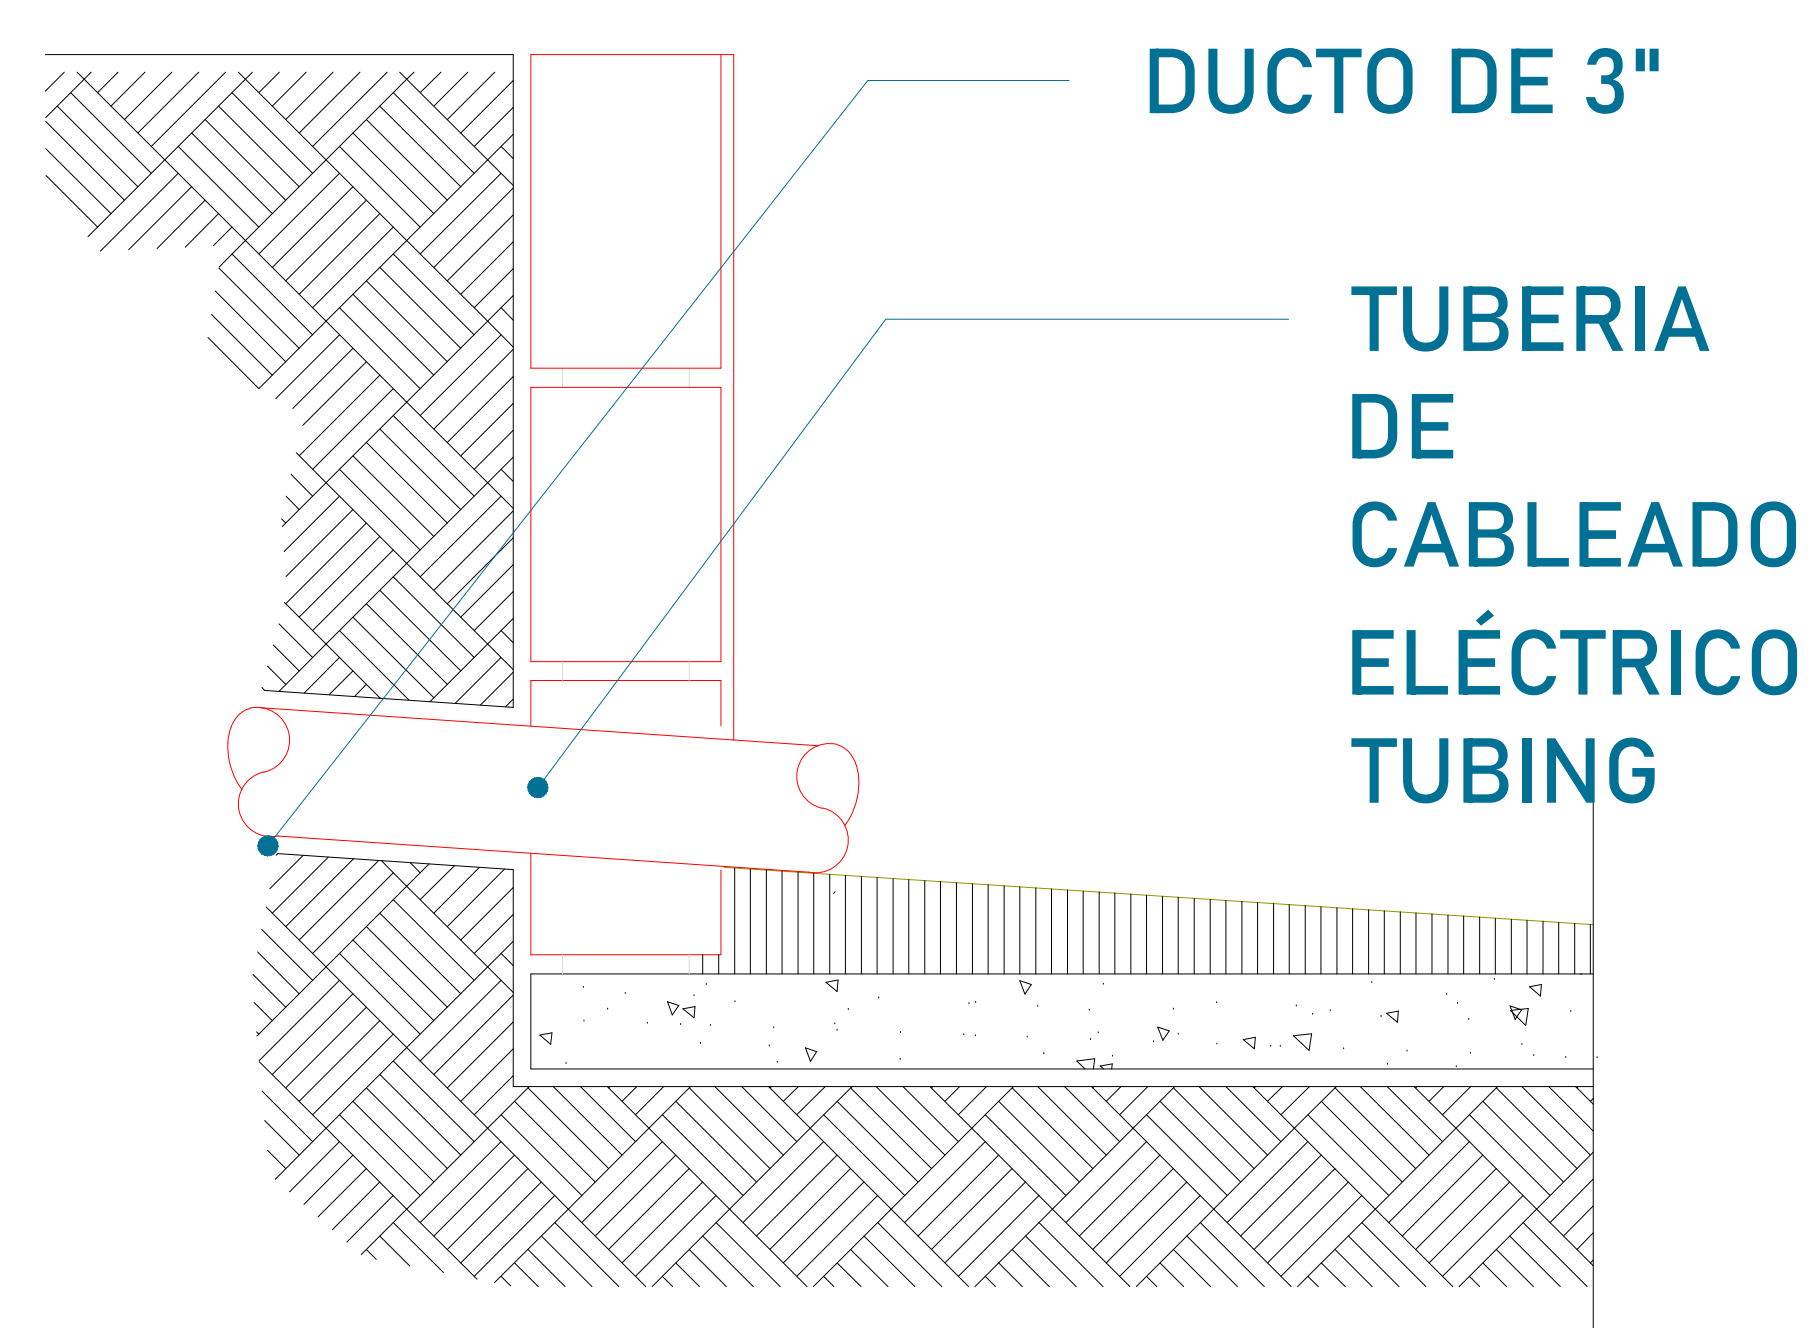 DUCTO DE 3"
TUBERIA
DE
CABLEADO
ELÉCTRICO
TUBING